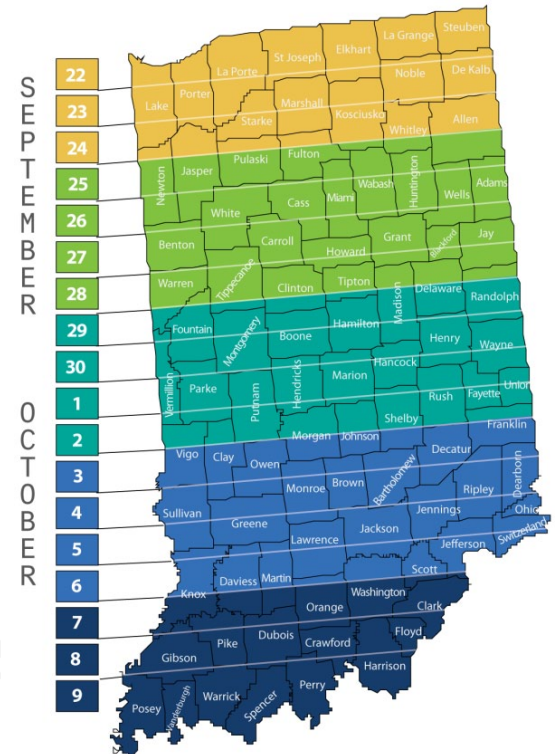 SEPTEMBER
22
23
24
25
26
27
28
29
30
OCTOBER
1
2
3
4
5
6
7
8
9
Steuben
La Grange
Elkhart
St Joseph
La Porte
Porter
Lake
Noble
De Kalb
Marshall
Kosciusko
Starke
Whitley
Allen
Newton
Jasper
Pulaski
Fulton
Wabash
Huntington
Miami
Cass
White
Wells
Adams
Benton
Carroll
Howard
Grant
Blackford
Jay
Warren
Tippecanoe
Clinton
Tipton
Madison
Delaware
Randolph
Fountain
Montgomery
Boone
Hamilton
Henry
Wayne
Vermillion
Parke
Putnam
Hendricks
Marion
Hancock
Rush
Fayette
Union
Shelby
Morgan
Johnson
Franklin
Vigo
Clay
Owen
Monroe
Brown
Bartholomew
Decatur
Ripley
Dearborn
Sullivan
Greene
Lawrence
Jackson
Jennings
Ohio
Switzerland
Jefferson
Scott
Knox
Daviess
Martin
Orange
Washington
Clark
Gibson
Pike
Dubois
Crawford
Floyd
Harrison
Posey
Vanderburgh
Warrick
Spencer
Perry